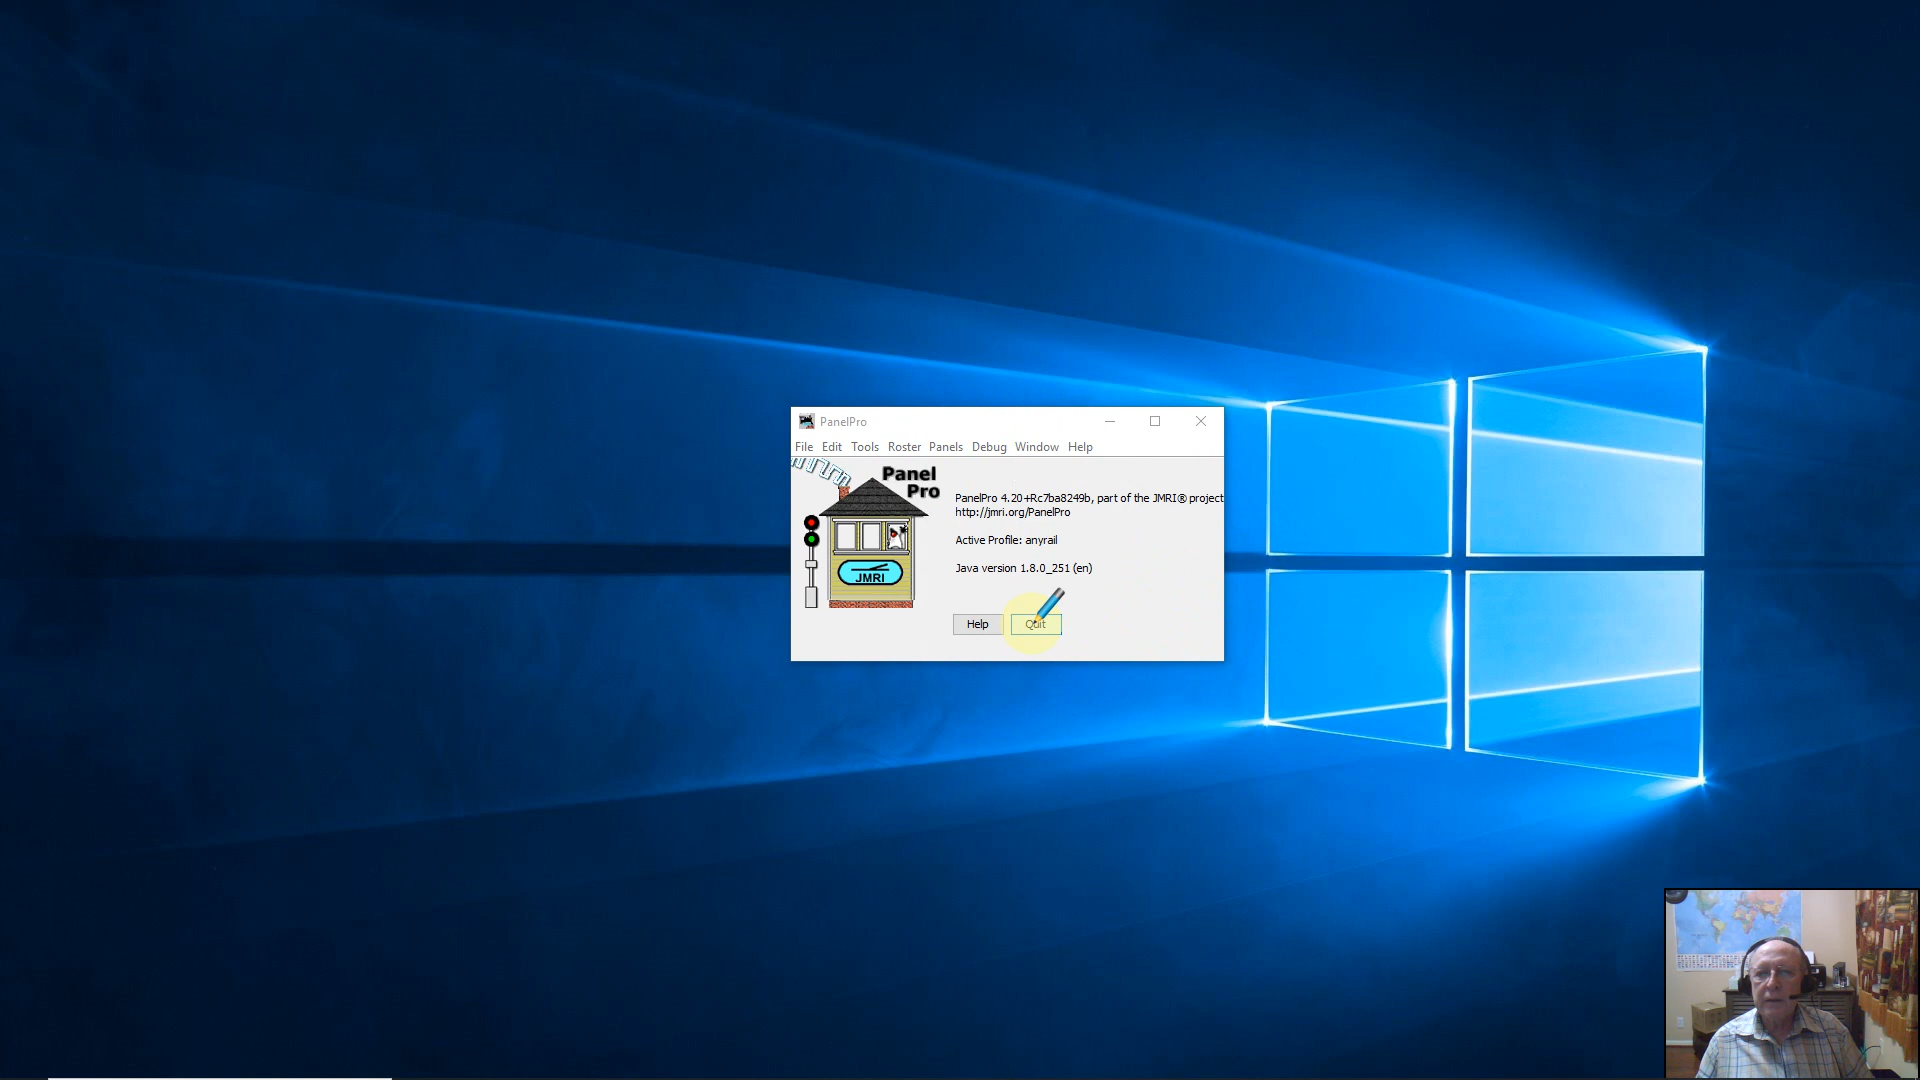 PanelPro
File Edit Tools Roster Panels Debug Window Help
Panel
Pro
JMRI
PanelPro 4.20+Rc7ba8249b, part of the JMRI® project
http://jmri.org/PanelPro
Active Profile: anyrail
Java version 1.8.0_251 (en)
Help Quit